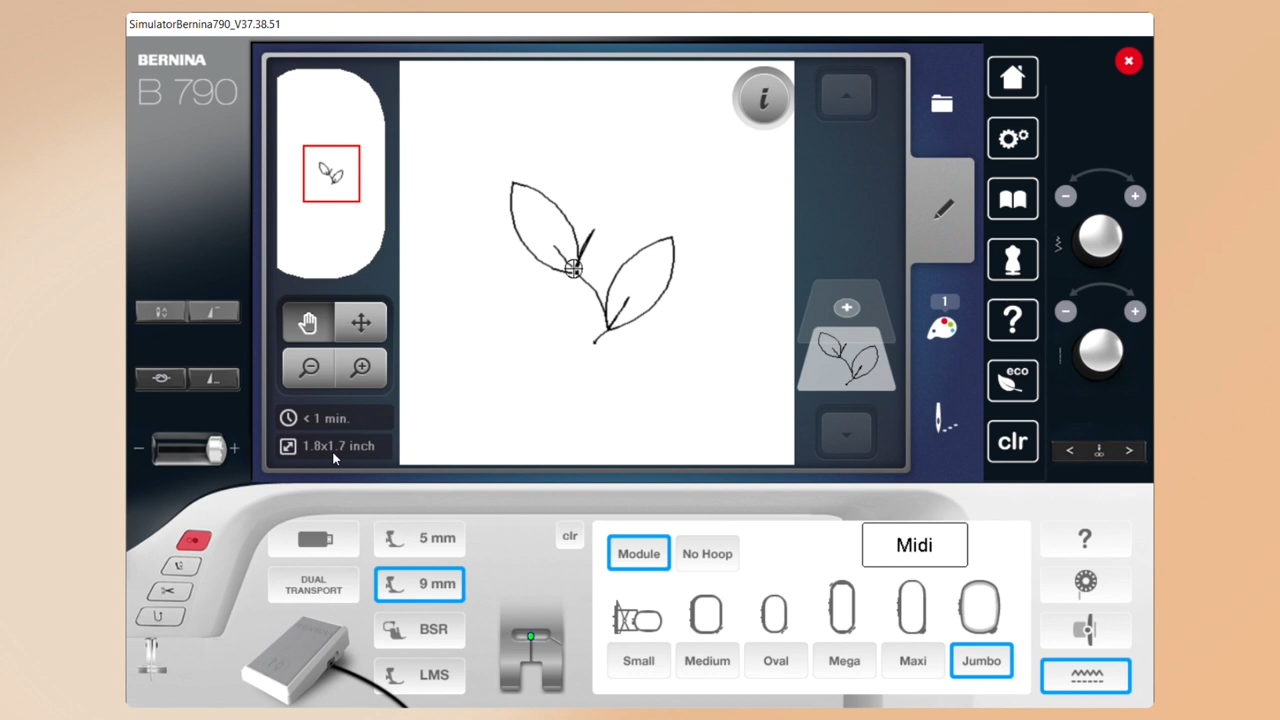 SimulatorBernina790_V37.38.51
BERNINA
B 790
i
1
?
eco
clr
< 1 min.
1.8x1.7 inch
5 mm
clr
9 mm
DUAL
TRANSPORT
BSR
LMS
Module
No Hoop
Midi
Small
Medium
Oval
Mega
Maxi
Jumbo
?